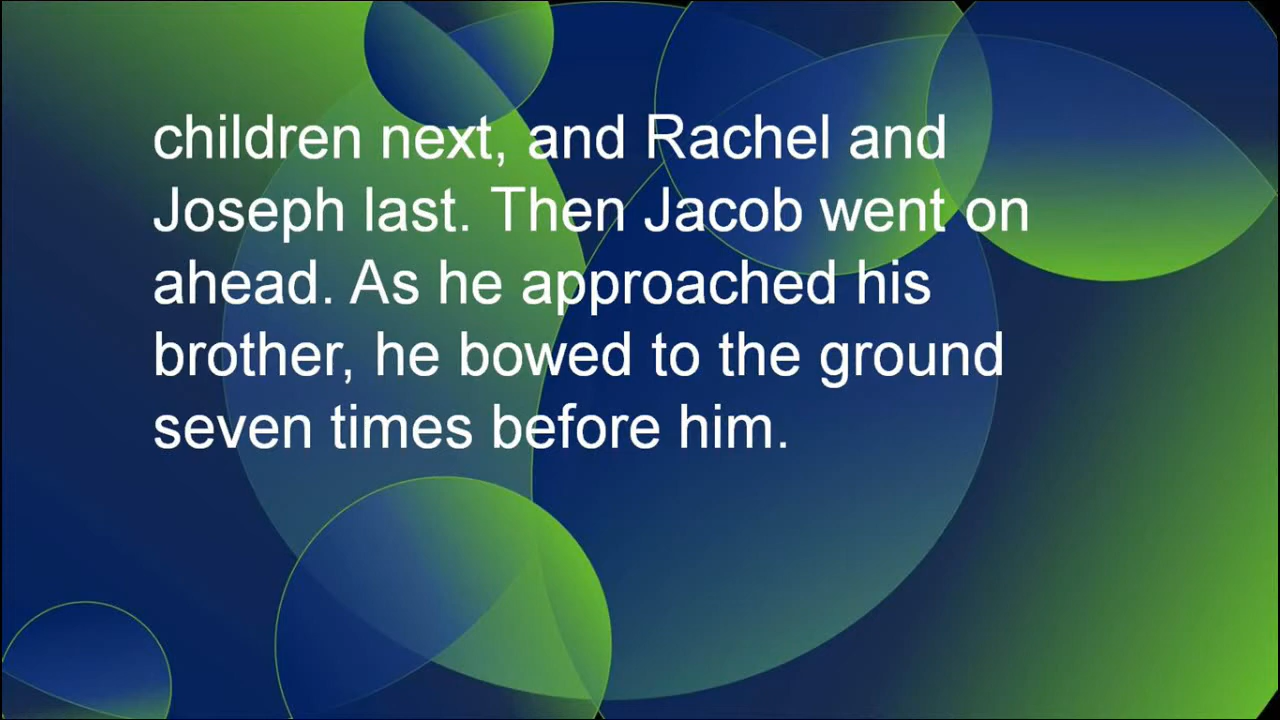 children next, and Rachel and
Joseph last. Then Jacob went on
ahead. As he approached his
brother, he bowed to the ground
seven times before him.